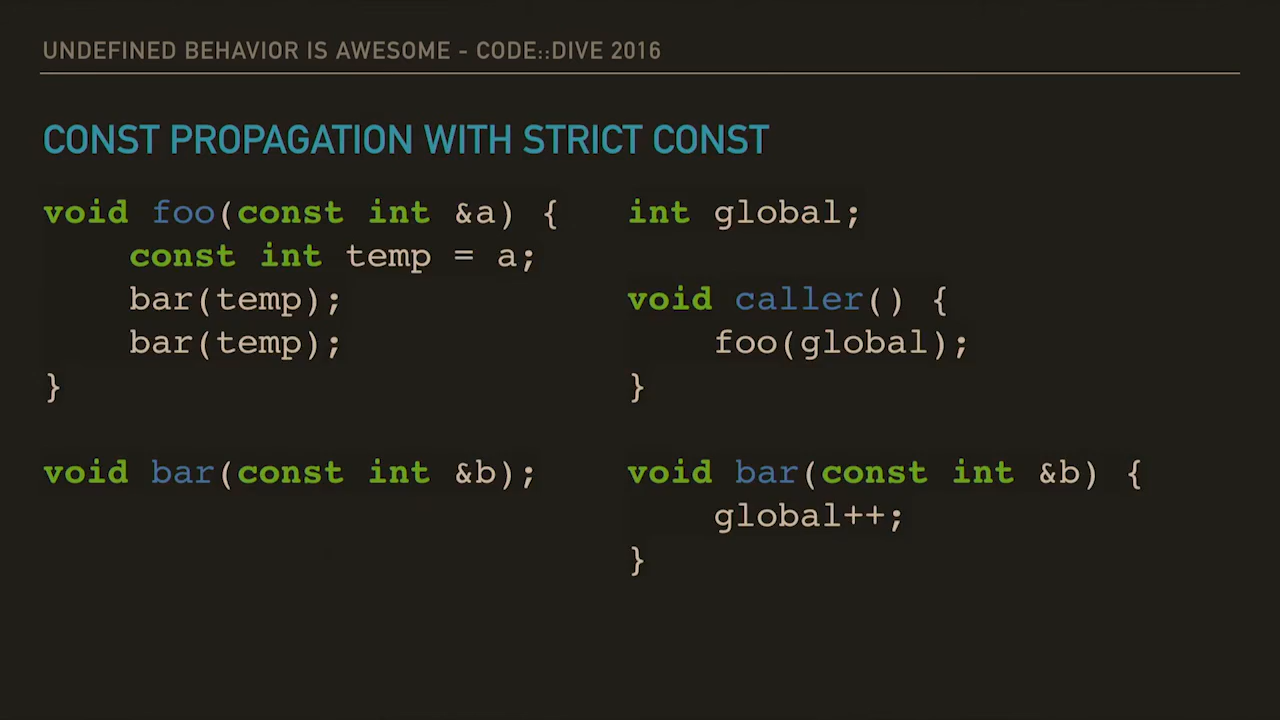 UNDEFINED BEHAVIOR IS AWESOME - CODE::DIVE 2016
CONST PROPAGATION WITH STRICT CONST
void foo(const int &a) {
const int temp = a;
bar(temp);
bar(temp);
}
void bar(const int &b);
int global;
void caller() {
foo(global);
}
void bar(const int &b) {
global++;
}